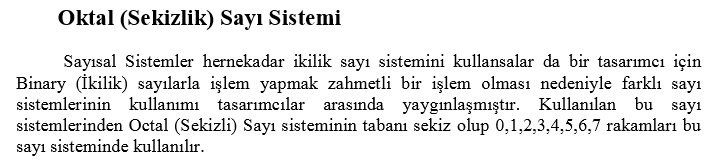 Oktal (Sekizlik) Sayı Sistemi
Sayısal Sistemler hernekadar ikilik sayı sistemini kullansalar da bir tasarımcı için
Binary (İkilik) sayılarla işlem yapmak zahmetli bir işlem olması nedeniyle farklı sayı
sistemlerinin kullanımı tasarımcılar arasında yaygınlaşmıştır. Kullanılan bu sayı
sistemlerinden Octal (Sekizli) Sayı sisteminin tabanı sekiz olup 0,1,2,3,4,5,6,7 rakamları bu
sayı sisteminde kullanılır.